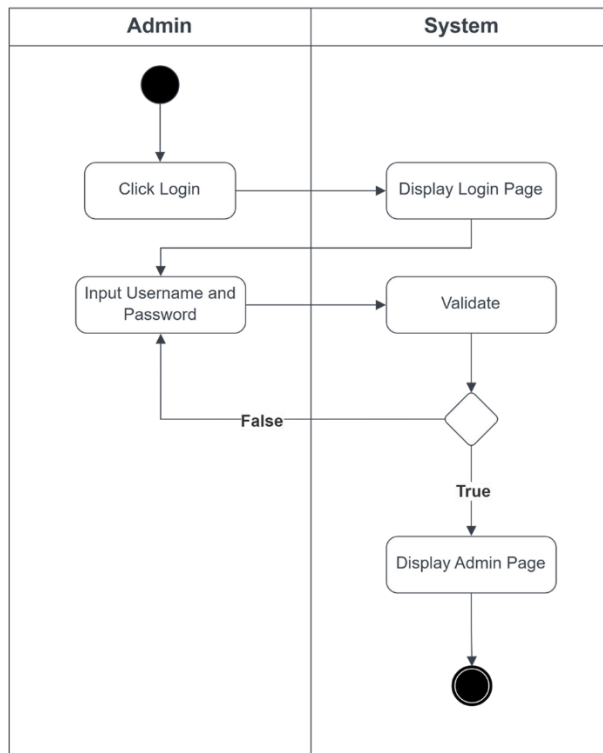 Admin
System
Click Login
Display Login Page
Input Username and
Password
Validate
False
True
Display Admin Page